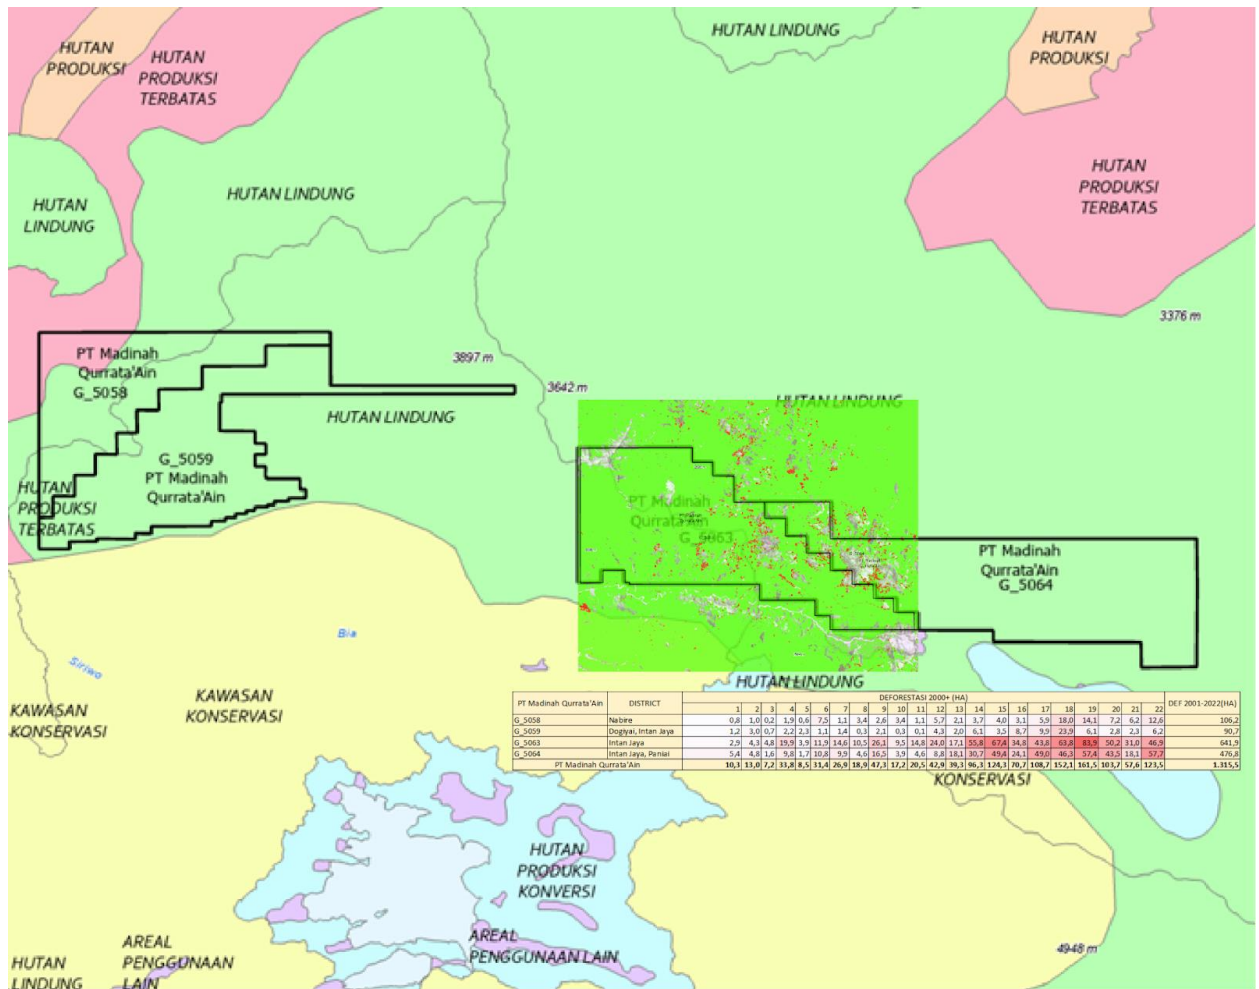 HUTAN
PRODUKSI
HUTAN
PRODUKSI
TERBATAS
HUTAN LINDUNG
HUTAN
PRODUKSI
HUTAN
LINDUNG
HUTAN LINDUNG
HUTAN
PRODUKSI
TERBATAS
3376 m
PT Madinah
Qurrata'Ain
G_5058
3897 m
3642 m
HUTAN LINDUNG
HUTAN LINDUNG
G_5059
PT Madinah
Qurrata'Ain
HUTAN
PRODUKSI
TERBATAS
PT Madinah
Qurrata'Ain
G_5063
PT Madinah
Qurrata'Ain
G_5064
Bia
Siriwo
KAWASAN
KONSERVASI
KAWASAN
KONSERVASI
HUTAN LINDUNG
PT Madinah Qurrata'Ain DISTRICT DEFORESTASI 2000+ (HA) DEF 2001-2022(HA)
1 2 3 4 5 6 7 8 9 10 11 12 13 14 15 16 17 18 19 20 21 22
G_5058 Nabire 0,8 1,0 0,2 1,9 0,6 7,5 1,1 3,4 2,6 3,4 1,1 5,7 2,1 3,7 4,0 3,1 5,9 18,0 14,1 7,2 6,2 12,6 106,2
G_5059 Dogiyai, Intan Jaya 1,2 3,0 0,7 2,2 2,3 1,1 1,4 0,3 2,1 0,3 0,1 4,3 2,0 6,1 3,5 8,7 9,9 23,9 6,1 2,8 2,3 6,2 90,7
G_5063 Intan Jaya 2,9 4,3 4,8 19,9 3,9 11,9 14,6 10,5 26,1 9,5 14,8 24,0 17,1 55,8 67,4 34,8 43,8 63,8 83,9 50,2 31,0 46,9 641,9
G_5064 Intan Jaya, Paniai 5,4 4,8 1,6 9,8 1,7 10,8 9,9 4,6 16,5 3,9 4,6 8,8 18,1 30,7 49,4 24,1 49,0 46,3 57,4 43,5 18,1 57,7 476,8
PT Madinah Qurrata'Ain 10,3 13,0 7,2 33,8 8,5 31,4 26,9 18,9 47,3 17,2 20,5 42,9 39,3 96,3 124,3 70,7 108,7 152,1 161,5 103,7 57,6 123,5 1.315,5
KONSERVASI
HUTAN
PRODUKSI
KONVERSI
AREAL
PENGGUNAAN LAIN
4948 m
AREAL
PENGGUNAAN
LAIN
HUTAN
LINDUNG